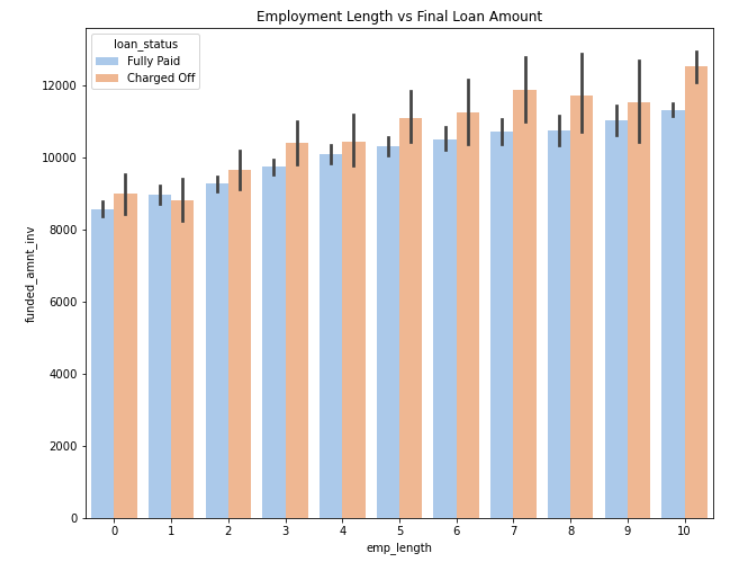 Employment Length vs Final Loan Amount
loan_status
Fully Paid
Charged Off
funded_amnt_inv
12000
10000
8000
6000
4000
2000
0
0 1 2 3 4 5 6 7 8 9 10
emp_length